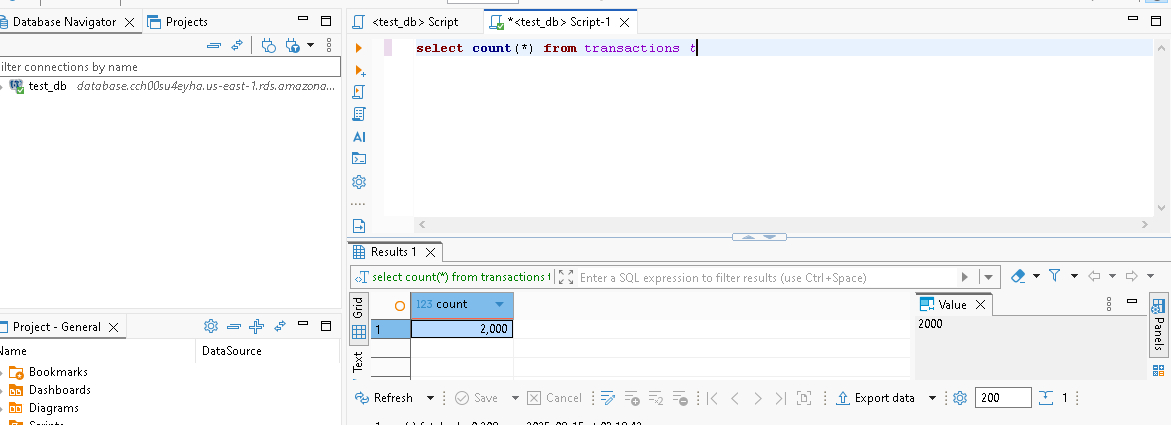 Database Navigator
Projects
ilter connections by name
test_db database.cch00su4eyha.us-east-1.rds.amazona...
Project - General
Name
DataSource
Bookmarks
Dashboards
Diagrams
<test_db> Script
*<test_db> Script-1
select count(*) from transactions t
AI
Results 1
select count(*) from transactions t
Enter a SQL expression to filter results (use Ctrl+Space)
Grid
Text
123 count
1
2,000
Value
2000
Panels
Refresh
Save
Cancel
Export data
200
1